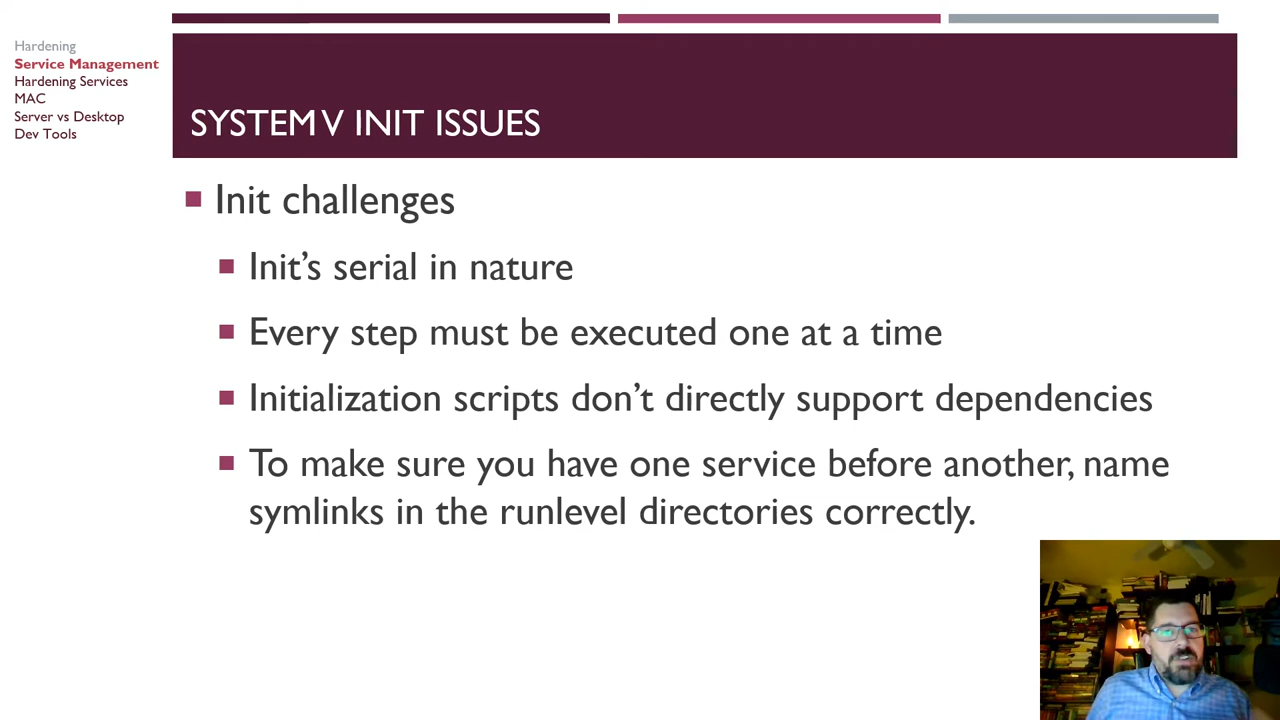 Hardening
Service Management
Hardening Services
MAC
Server vs Desktop
Dev Tools
SYSTEM V INIT ISSUES
Init challenges
Init’s serial in nature
Every step must be executed one at a time
Initialization scripts don’t directly support dependencies
To make sure you have one service before another, name
symlinks in the runlevel directories correctly.